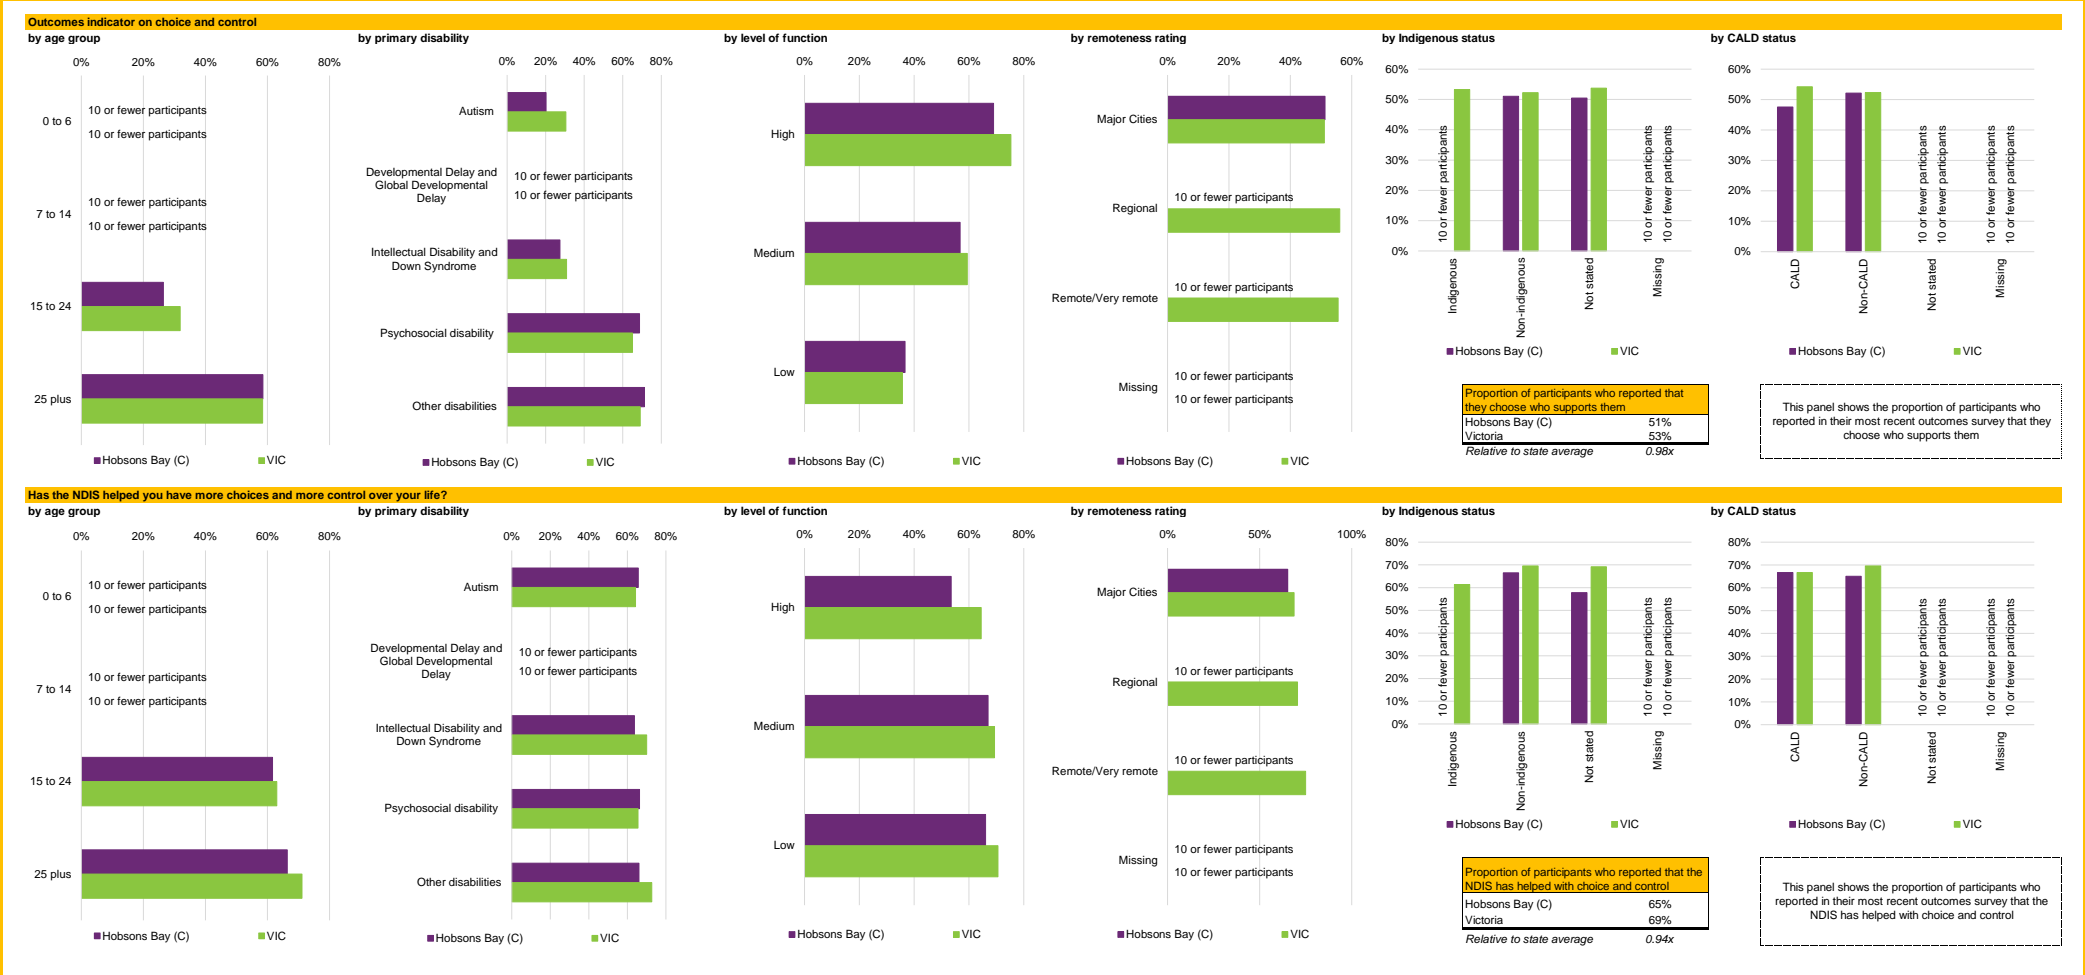 Outcomes indicator on choice and control
by age group
0% 20% 40% 60% 80%
0 to 6
10 or fewer participants
10 or fewer participants
7 to 14
10 or fewer participants
10 or fewer participants
15 to 24
25 plus
Hobsons Bay (C) VIC
by primary disability
0% 20% 40% 60% 80%
Autism
Developmental Delay and
Global Developmental
Delay
10 or fewer participants
10 or fewer participants
Intellectual Disability and
Down Syndrome
Psychosocial disability
Other disabilities
Hobsons Bay (C) VIC
by level of function
0% 20% 40% 60% 80%
High
Medium
Low
Hobsons Bay (C) VIC
by remoteness rating
0% 20% 40% 60%
Major Cities
Regional
10 or fewer participants
Remote/Very remote
10 or fewer participants
Missing
10 or fewer participants
10 or fewer participants
Hobsons Bay (C) VIC
by Indigenous status
60%
50%
40%
30%
20%
10%
0%
10 or fewer participants
10 or fewer participants
10 or fewer participants
Indigenous
Non-indigenous
Not stated
Missing
Hobsons Bay (C) VIC
Proportion of participants who reported that
they choose who supports them
Hobsons Bay (C) 51%
Victoria 53%
Relative to state average 0.98x
by CALD status
60%
50%
40%
30%
20%
10%
0%
10 or fewer participants
10 or fewer participants
10 or fewer participants
10 or fewer participants
CALD
Non-CALD
Not stated
Missing
Hobsons Bay (C) VIC
This panel shows the proportion of participants who
reported in their most recent outcomes survey that they
choose who supports them
Has the NDIS helped you have more choices and more control over your life?
by age group
0% 20% 40% 60% 80%
0 to 6
10 or fewer participants
10 or fewer participants
7 to 14
10 or fewer participants
10 or fewer participants
15 to 24
25 plus
Hobsons Bay (C) VIC
by primary disability
0% 20% 40% 60% 80%
Autism
Developmental Delay and
Global Developmental
Delay
10 or fewer participants
10 or fewer participants
Intellectual Disability and
Down Syndrome
Psychosocial disability
Other disabilities
Hobsons Bay (C) VIC
by level of function
0% 20% 40% 60% 80%
High
Medium
Low
Hobsons Bay (C) VIC
by remoteness rating
0% 50% 100%
Major Cities
Regional
10 or fewer participants
Remote/Very remote
10 or fewer participants
Missing
10 or fewer participants
10 or fewer participants
Hobsons Bay (C) VIC
by Indigenous status
80%
70%
60%
50%
40%
30%
20%
10%
0%
10 or fewer participants
10 or fewer participants
10 or fewer participants
Indigenous
Non-indigenous
Not stated
Missing
Hobsons Bay (C) VIC
Proportion of participants who reported that the
NDIS has helped with choice and control
Hobsons Bay (C) 65%
Victoria 69%
Relative to state average 0.94x
by CALD status
80%
70%
60%
50%
40%
30%
20%
10%
0%
10 or fewer participants
10 or fewer participants
10 or fewer participants
10 or fewer participants
CALD
Non-CALD
Not stated
Missing
Hobsons Bay (C) VIC
This panel shows the proportion of participants who
reported in their most recent outcomes survey that the
NDIS has helped with choice and control